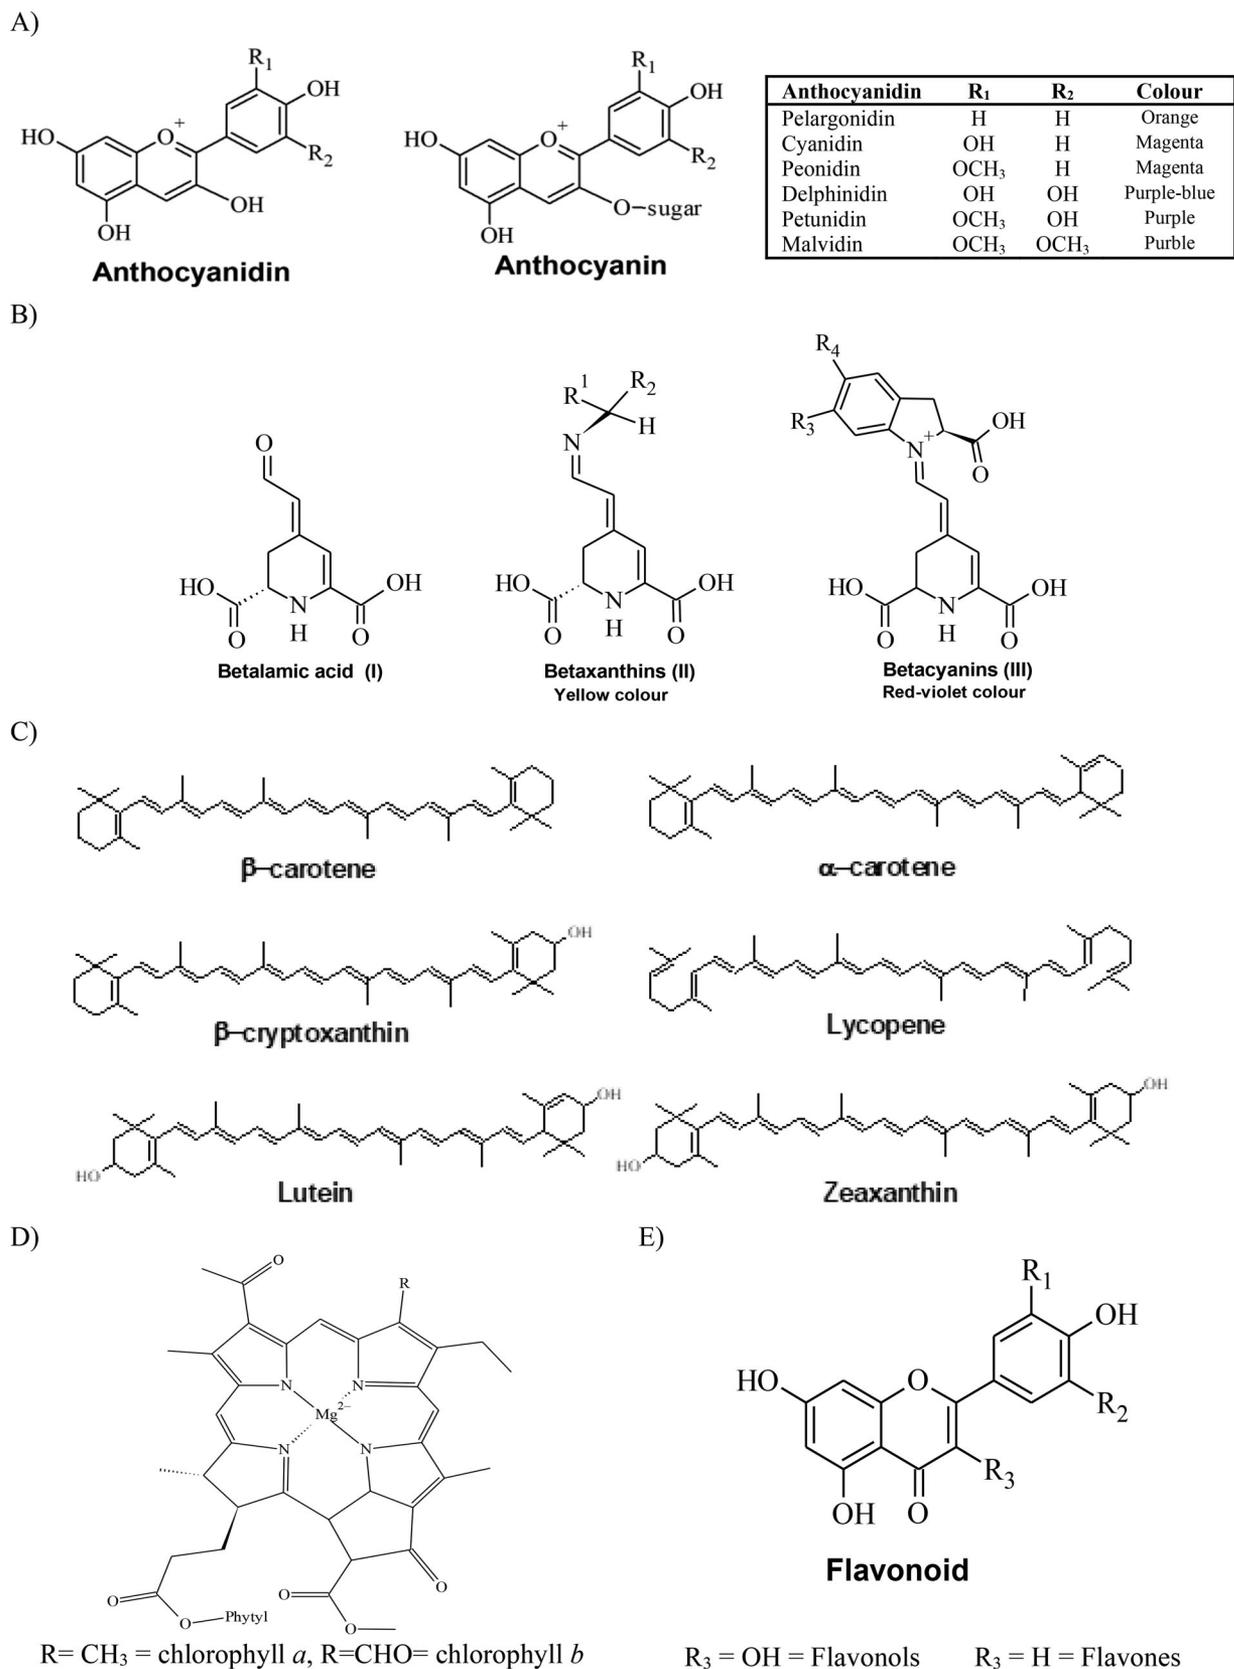 A)
R1
OH
HO
O+
R2
OH
OH
Anthocyanidin
R1
OH
HO
O+
R2
O-sugar
OH
Anthocyanin
Anthocyanidin R1 R2 Colour
Pelargonidin H H Orange
Cyanidin OH H Magenta
Peonidin OCH3 H Magenta
Delphinidin OH OH Purple-blue
Petunidin OCH3 OH Purple
Malvidin OCH3 OCH3 Purble
B)
O
HO
OH
O
N
H
O
Betalamic acid (I)
R1
R2
H
N
HO
OH
O
N
H
O
Betaxanthins (II)
Yellow colour
R4
R3
N+
OH
O
HO
OH
O
N
H
O
Betacyanins (III)
Red-violet colour
C)
β-carotene
α-carotene
OH
β-cryptoxanthin
Lycopene
OH
HO
Lutein
OH
HO
Zeaxanthin
D)
O
R
N
N
Mg2-
N
N
O
O
Phytyl
O
O
O
R= CH3 = chlorophyll a, R=CHO= chlorophyll b
E)
R1
OH
HO
O
R2
R3
OH
O
Flavonoid
R3 = OH = Flavonols R3 = H = Flavones